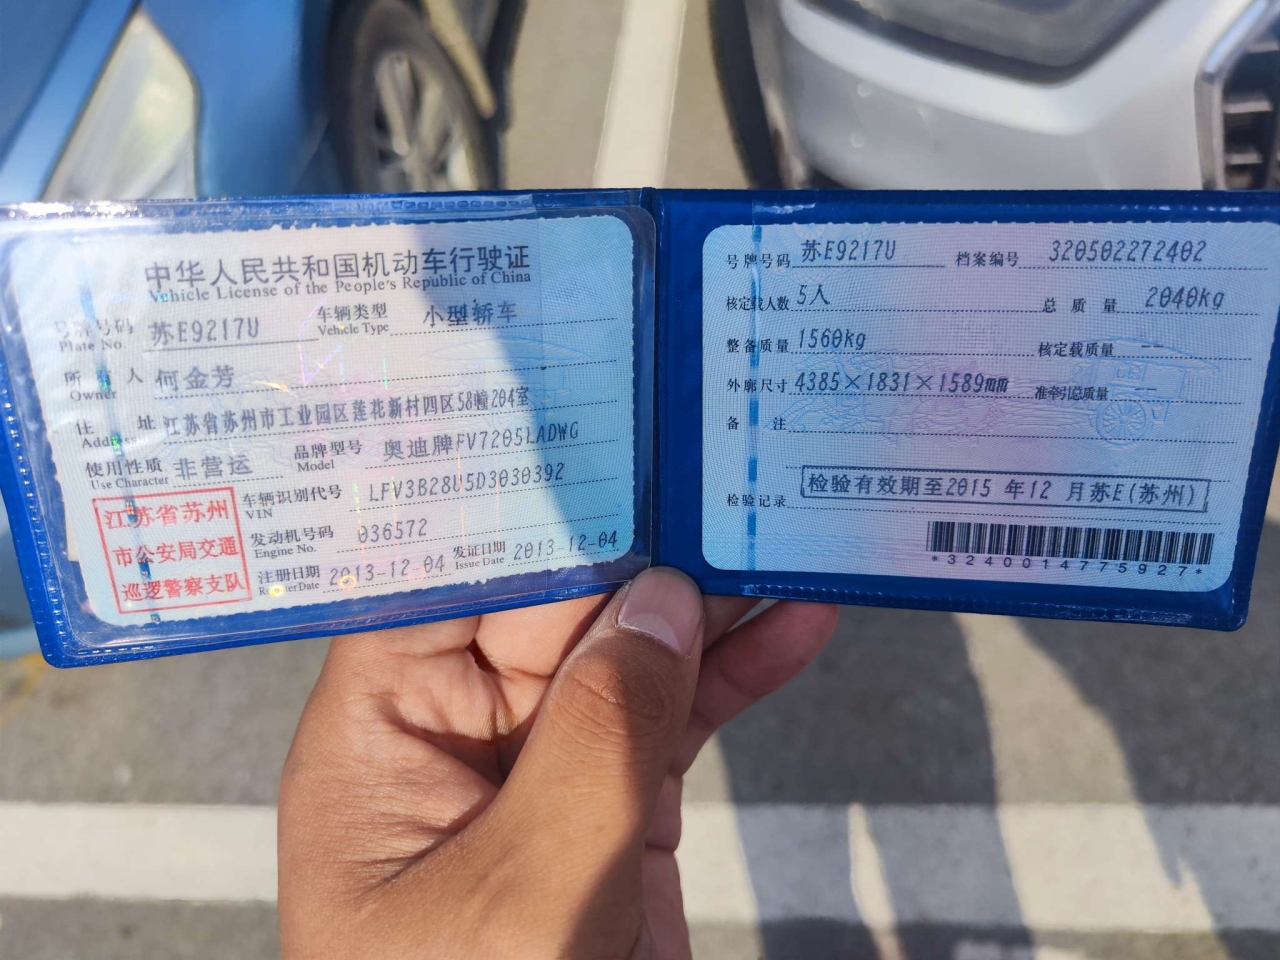 中华人民共和国机动车行驶证
Vehicle License of the People's Republic of China
号牌号码 苏E9217U 车辆类型 小型轿车
Plate No. Vehicle Type
所有人 何金芳
Owner
住址 江苏省苏州市工业园区莲花新村四区58幢204室
Address
使用性质 非营运 品牌型号 奥迪牌FV7205LADWG
Use Character Model
江苏省苏州
市公安局交通
巡逻警察支队
车辆识别代号 LFV3B28U5D3030392
VIN
发动机号码 036572
Engine No.
注册日期 2013-12-04 发证日期 2013-12-04
Register Date Issue Date
号牌号码 苏E9217U 档案编号 320502272402
核定载人数 5人 总质量 2040kg
整备质量 1560kg 核定载质量 --
外廓尺寸 4385×1831×1589mm 准牵引总质量 --
备注
检验记录 检验有效期至2015年12月苏E(苏州)
*3240014775927*